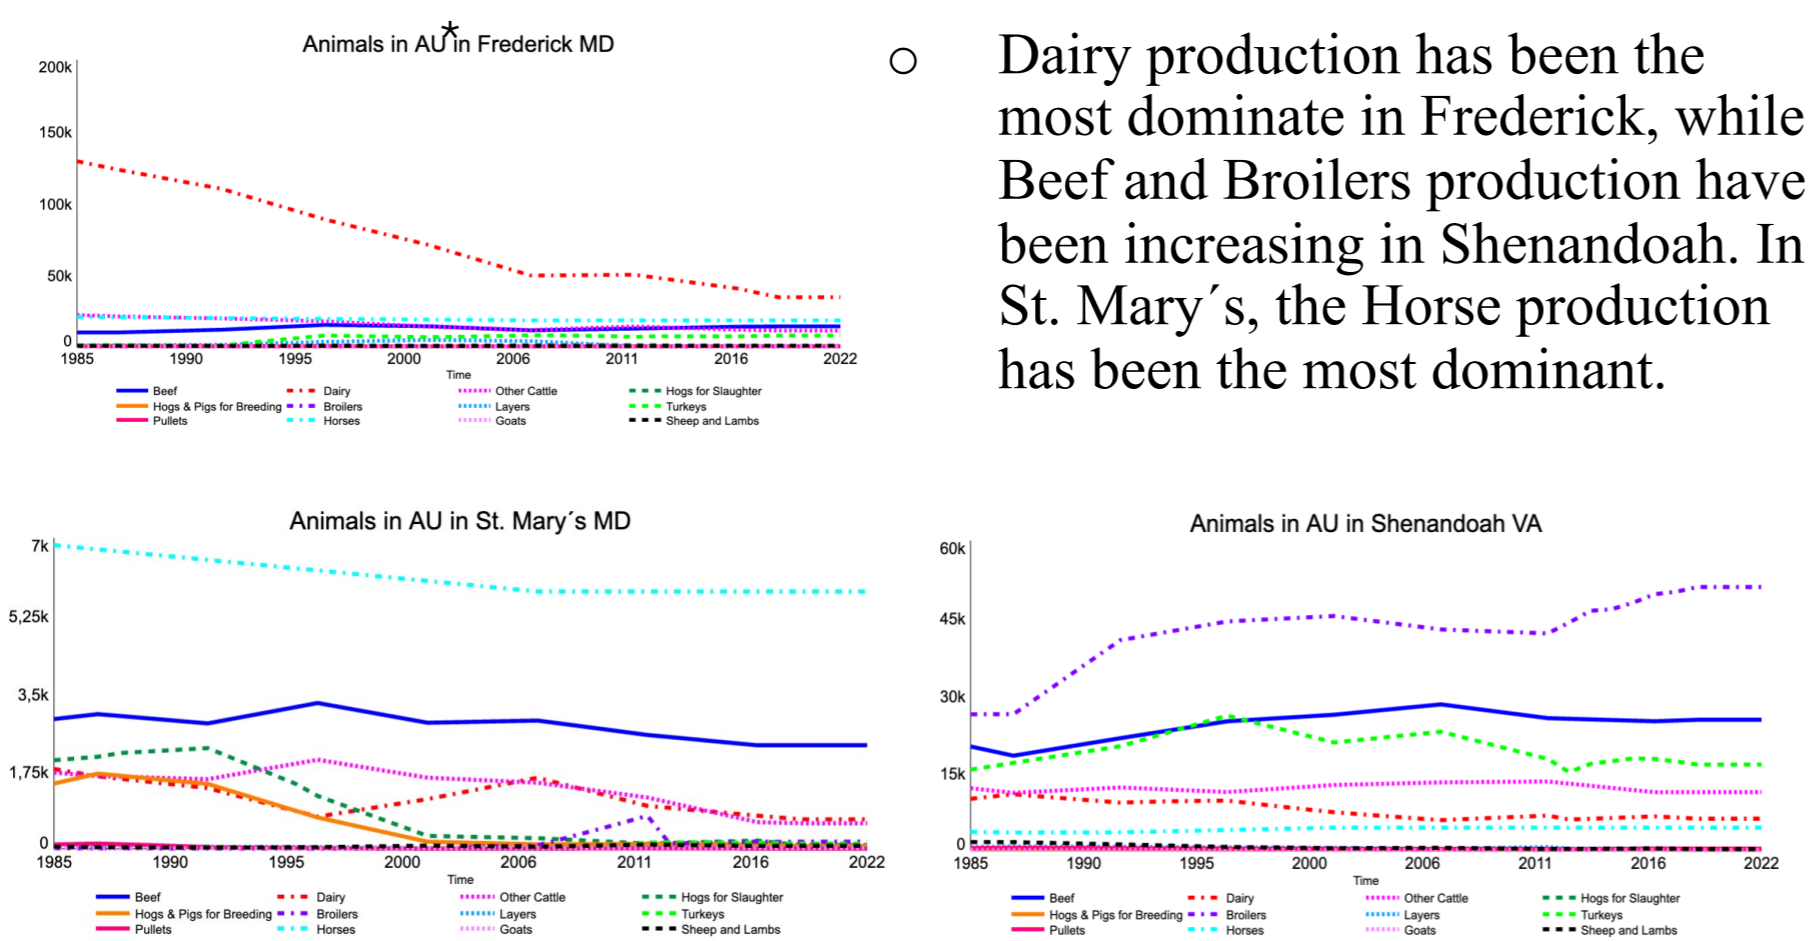 Animals in AU* in Frederick MD
200k
150k
100k
50k
0
1985 1990 1995 2000 2006 2011 2016 2022
Time
Beef Dairy Other Cattle Hogs for Slaughter
Hogs & Pigs for Breeding Broilers Layers Turkeys
Pullets Horses Goats Sheep and Lambs
○ Dairy production has been the
most dominate in Frederick, while
Beef and Broilers production have
been increasing in Shenandoah. In
St. Mary´s, the Horse production
has been the most dominant.
Animals in AU in St. Mary´s MD
7k
5,25k
3,5k
1,75k
0
1985 1990 1995 2000 2006 2011 2016 2022
Time
Beef Dairy Other Cattle Hogs for Slaughter
Hogs & Pigs for Breeding Broilers Layers Turkeys
Pullets Horses Goats Sheep and Lambs
Animals in AU in Shenandoah VA
60k
45k
30k
15k
0
1985 1990 1995 2000 2006 2011 2016 2022
Time
Beef Dairy Other Cattle Hogs for Slaughter
Hogs & Pigs for Breeding Broilers Layers Turkeys
Pullets Horses Goats Sheep and Lambs